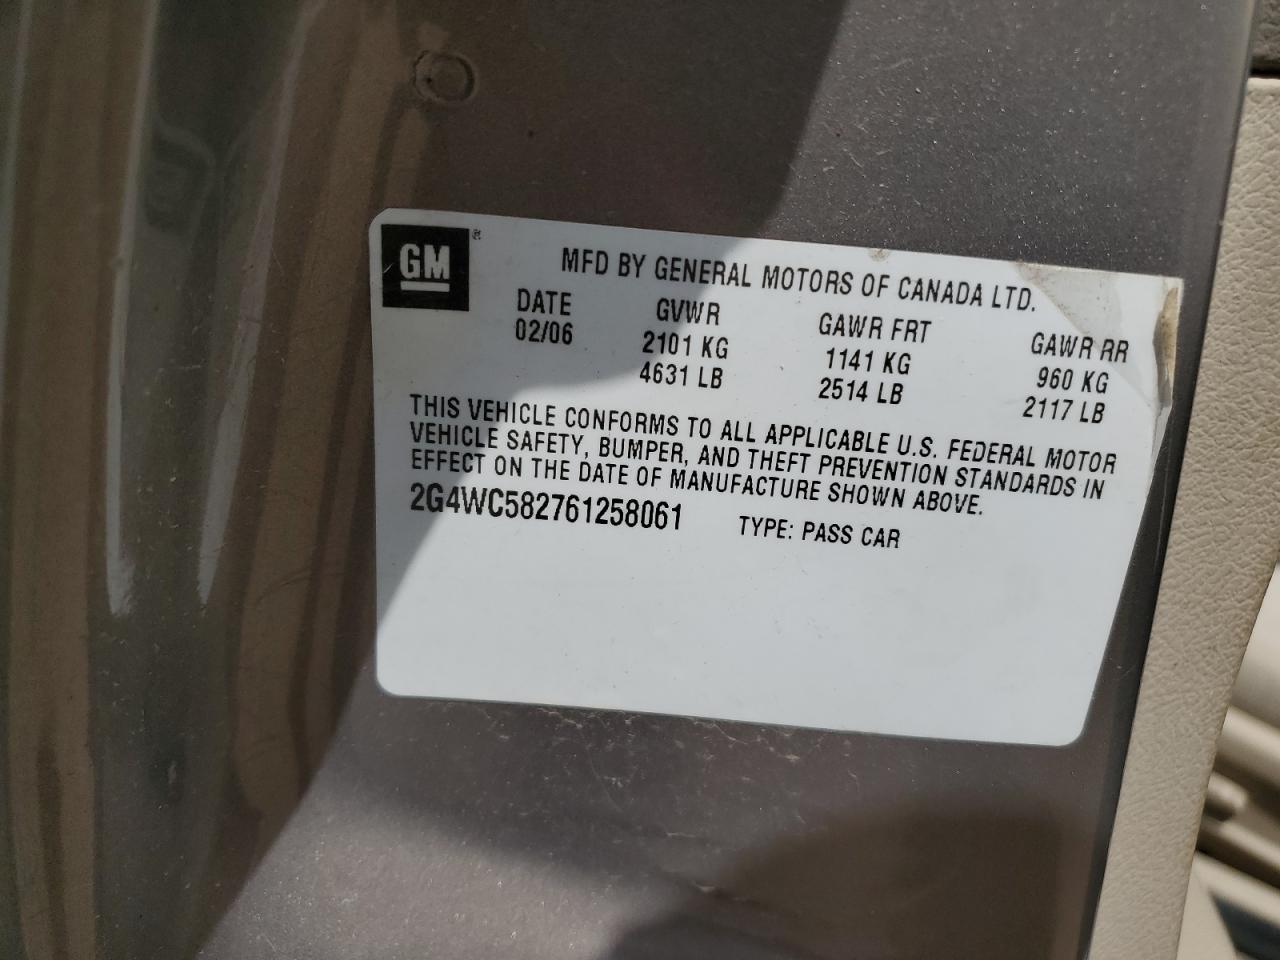 GM®
MFD BY GENERAL MOTORS OF CANADA LTD.
DATE GVWR GAWR FRT GAWR RR
02/06 2101 KG 1141 KG 960 KG
4631 LB 2514 LB 2117 LB
THIS VEHICLE CONFORMS TO ALL APPLICABLE U.S. FEDERAL MOTOR
VEHICLE SAFETY, BUMPER, AND THEFT PREVENTION STANDARDS IN
EFFECT ON THE DATE OF MANUFACTURE SHOWN ABOVE.
2G4WC582761258061 TYPE: PASS CAR